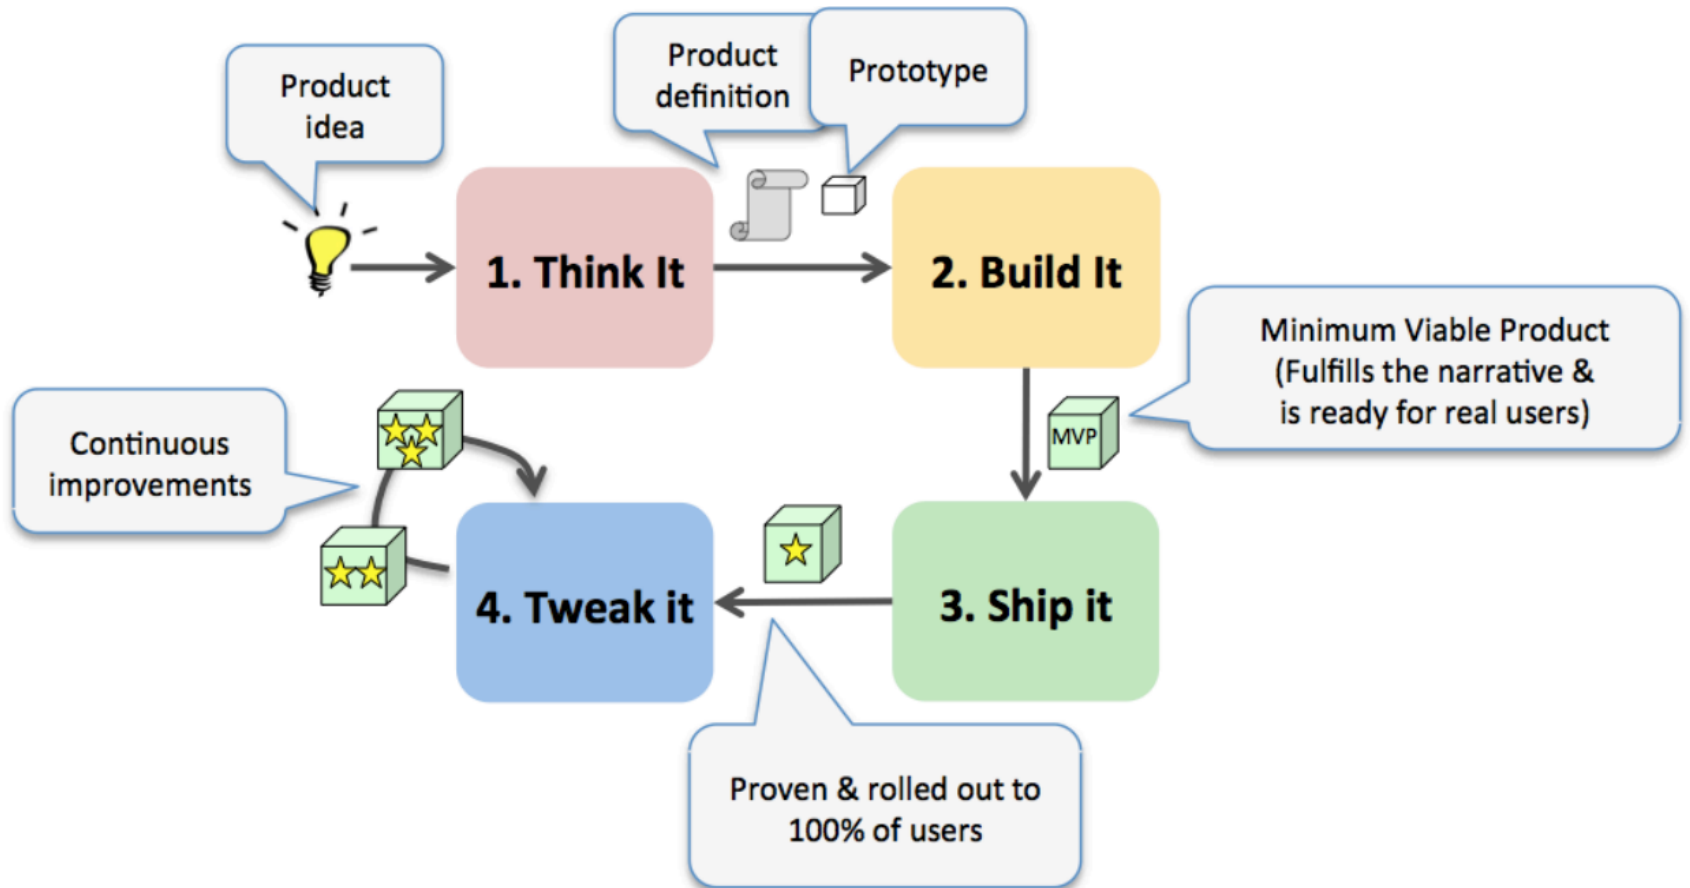 Product
idea
Product
definition
Prototype
1. Think It
2. Build It
Minimum Viable Product
(Fulfills the narrative &
is ready for real users)
MVP
Continuous
improvements
4. Tweak it
3. Ship it
Proven & rolled out to
100% of users